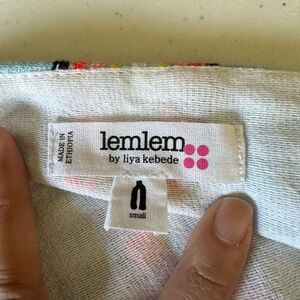 MADE IN
ETHIOPIA
lemlem
by liya kebede
small